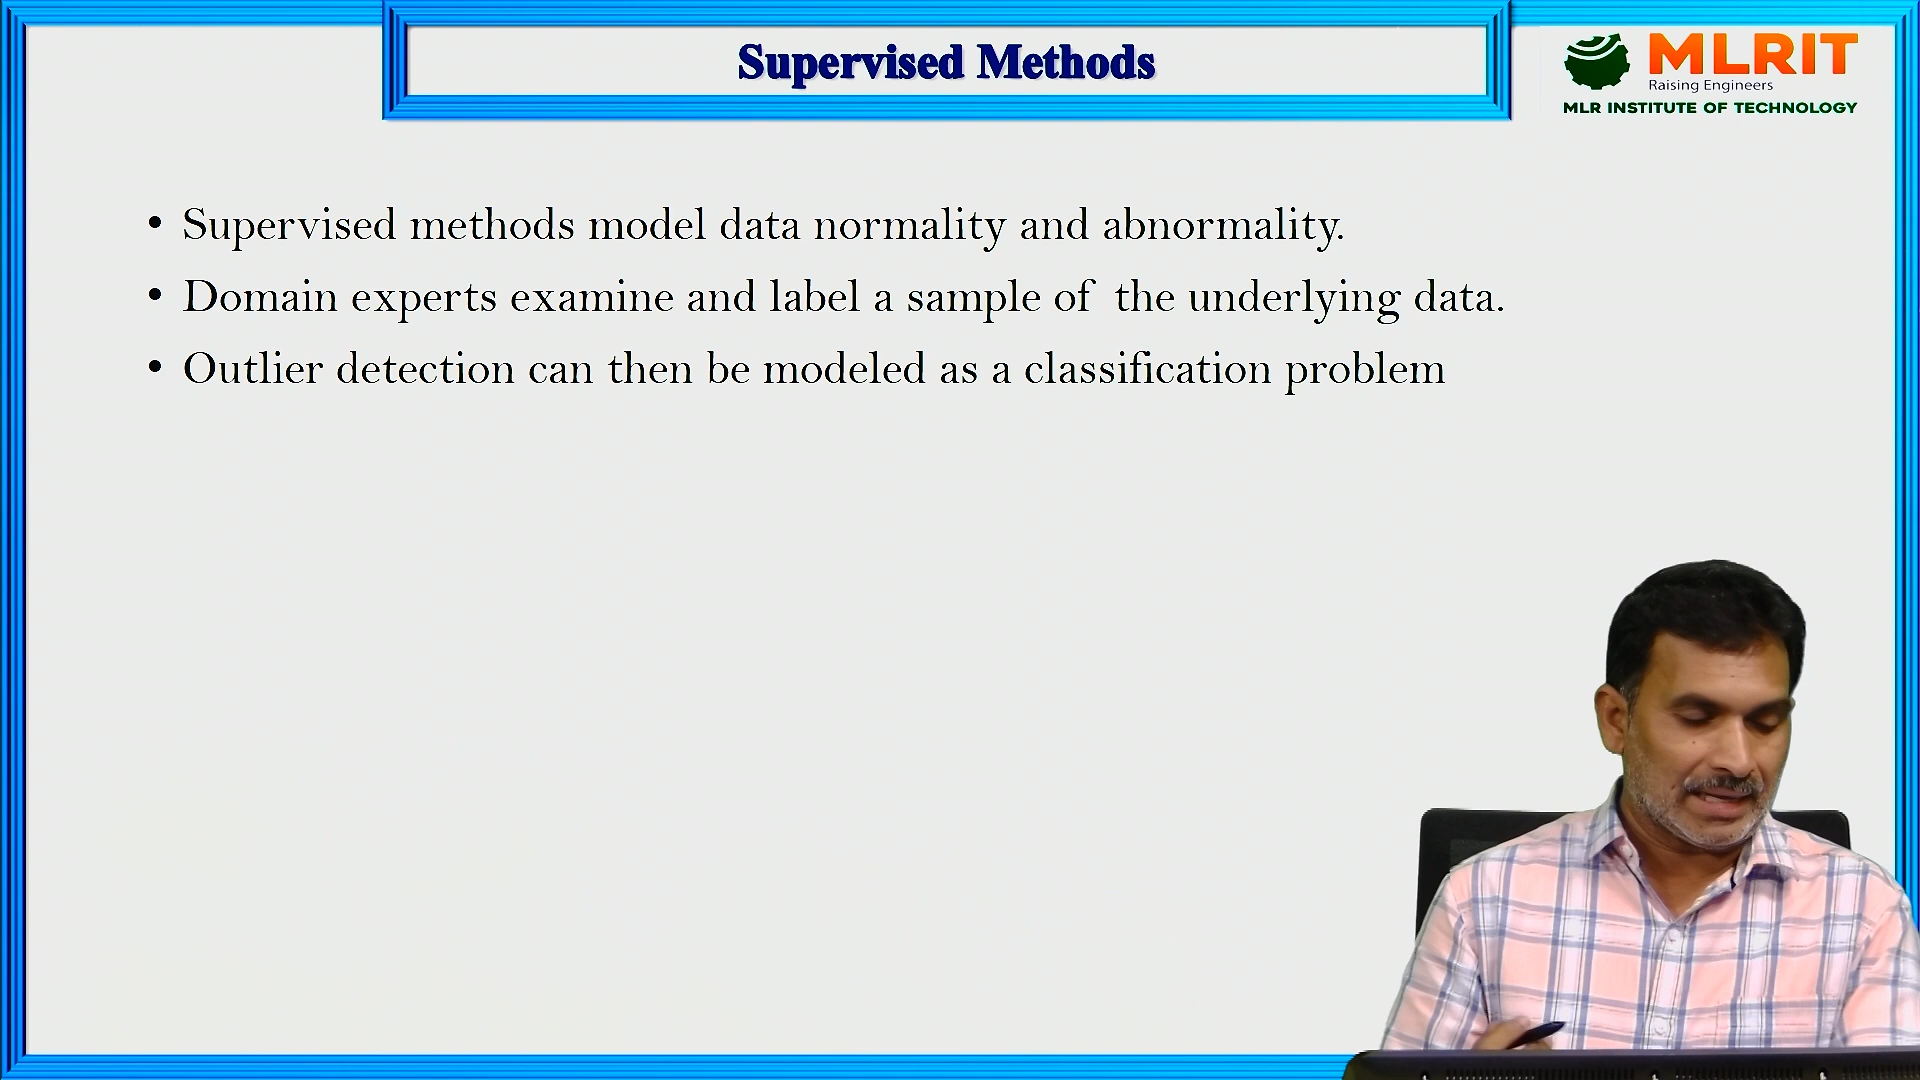 Supervised Methods
MLRIT
Raising Engineers
MLR INSTITUTE OF TECHNOLOGY
• Supervised methods model data normality and abnormality.
• Domain experts examine and label a sample of the underlying data.
• Outlier detection can then be modeled as a classification problem